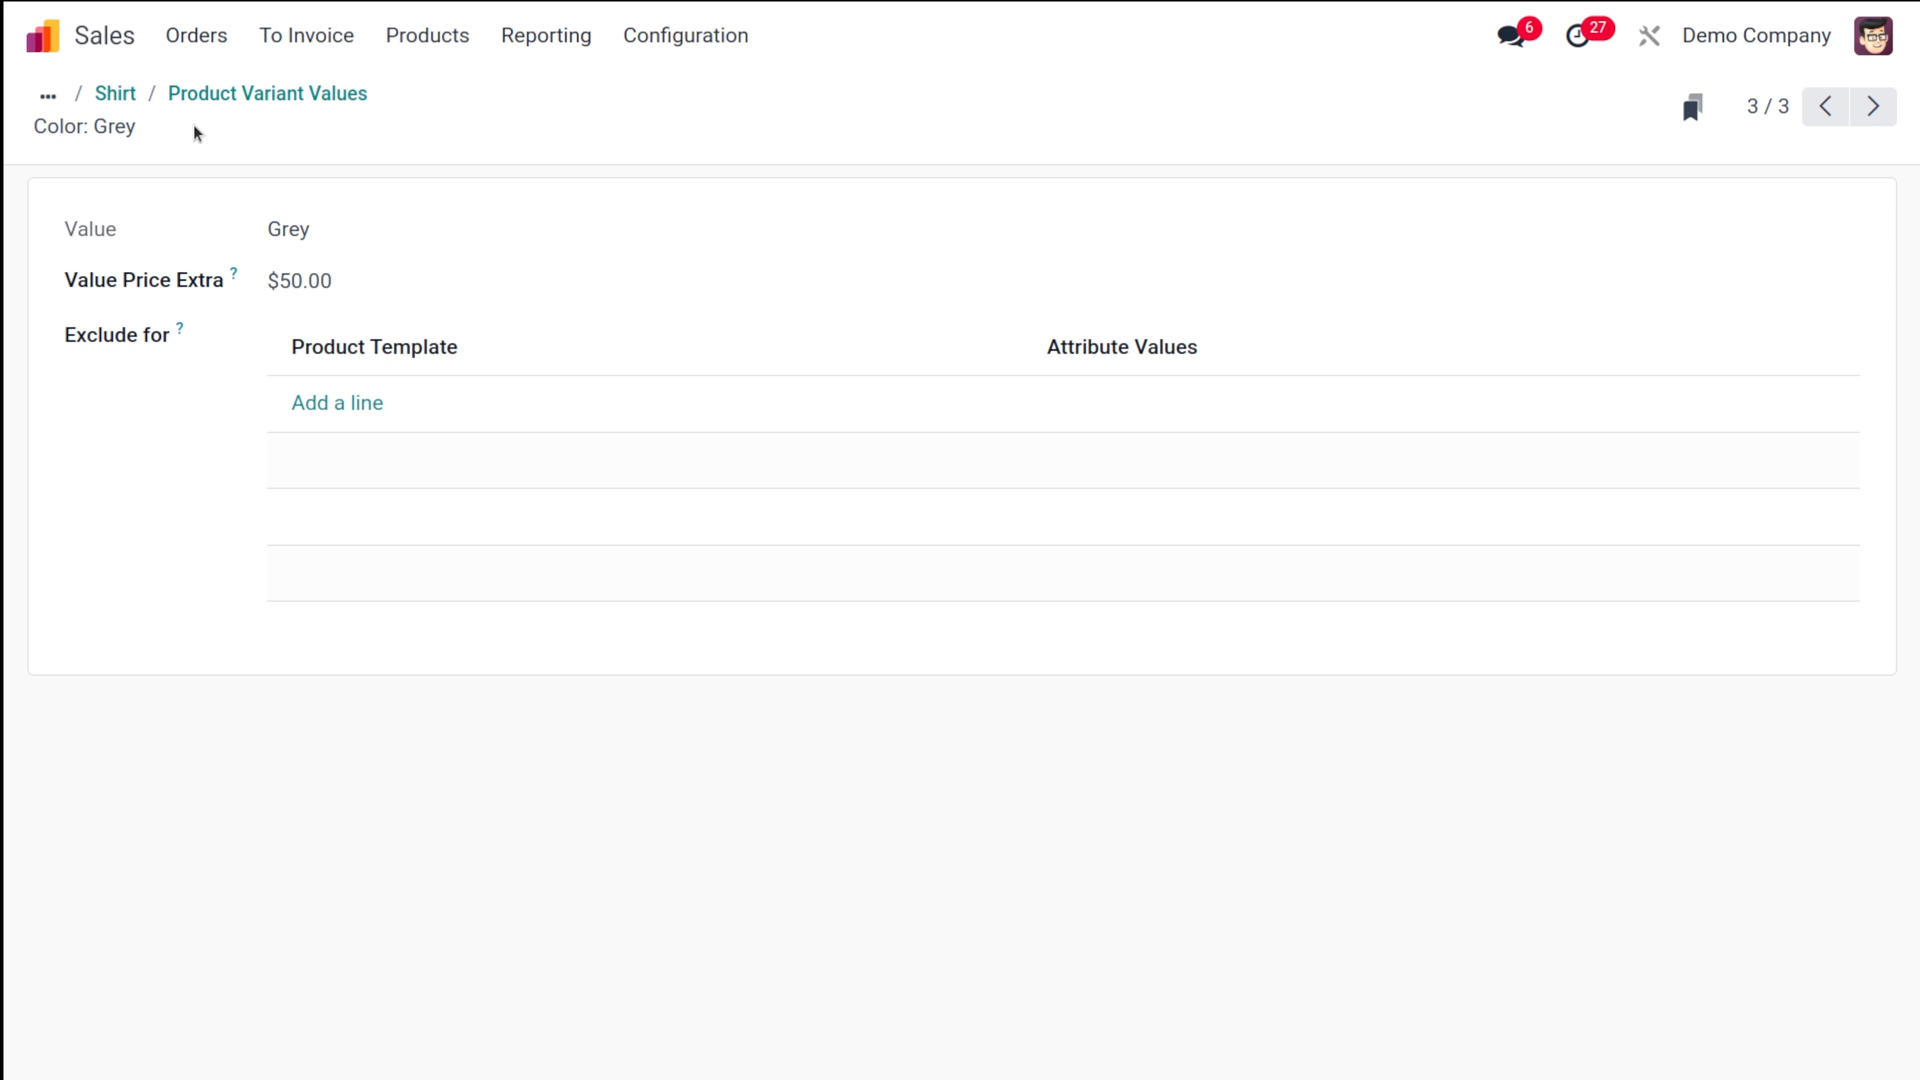 Sales Orders To Invoice Products Reporting Configuration 6 27 Demo Company
... / Shirt / Product Variant Values
Color: Grey
3 / 3
Value Grey
Value Price Extra ? $50.00
Exclude for ?
Product Template Attribute Values
Add a line